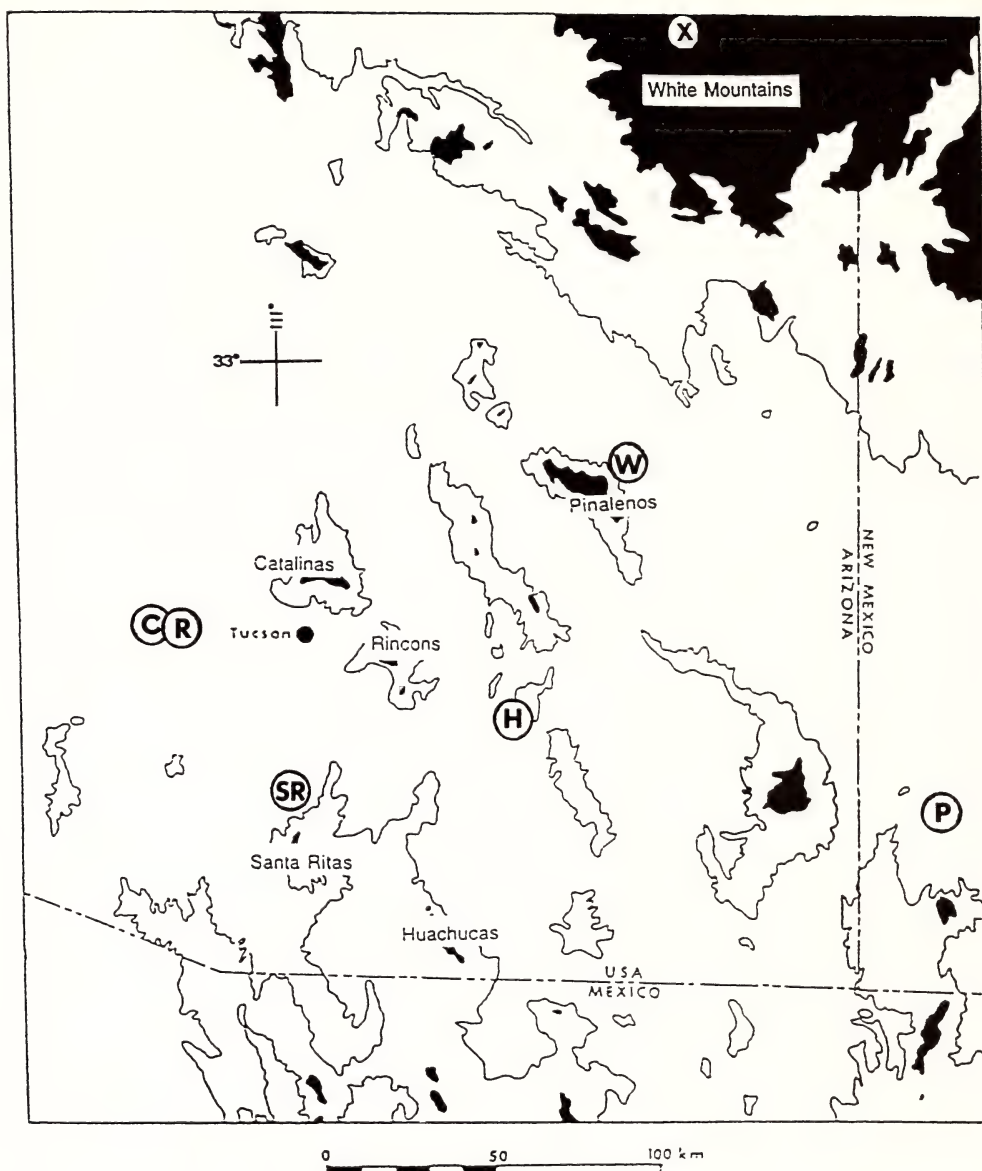 X
White Mountains
33°
W
Pinalenos
Catalinas
NEW MEXICO
ARIZONA
C R
Tucson
Rincons
H
SR
P
Santa Ritas
Huachucas
USA
MEXICO
0 50 100 km